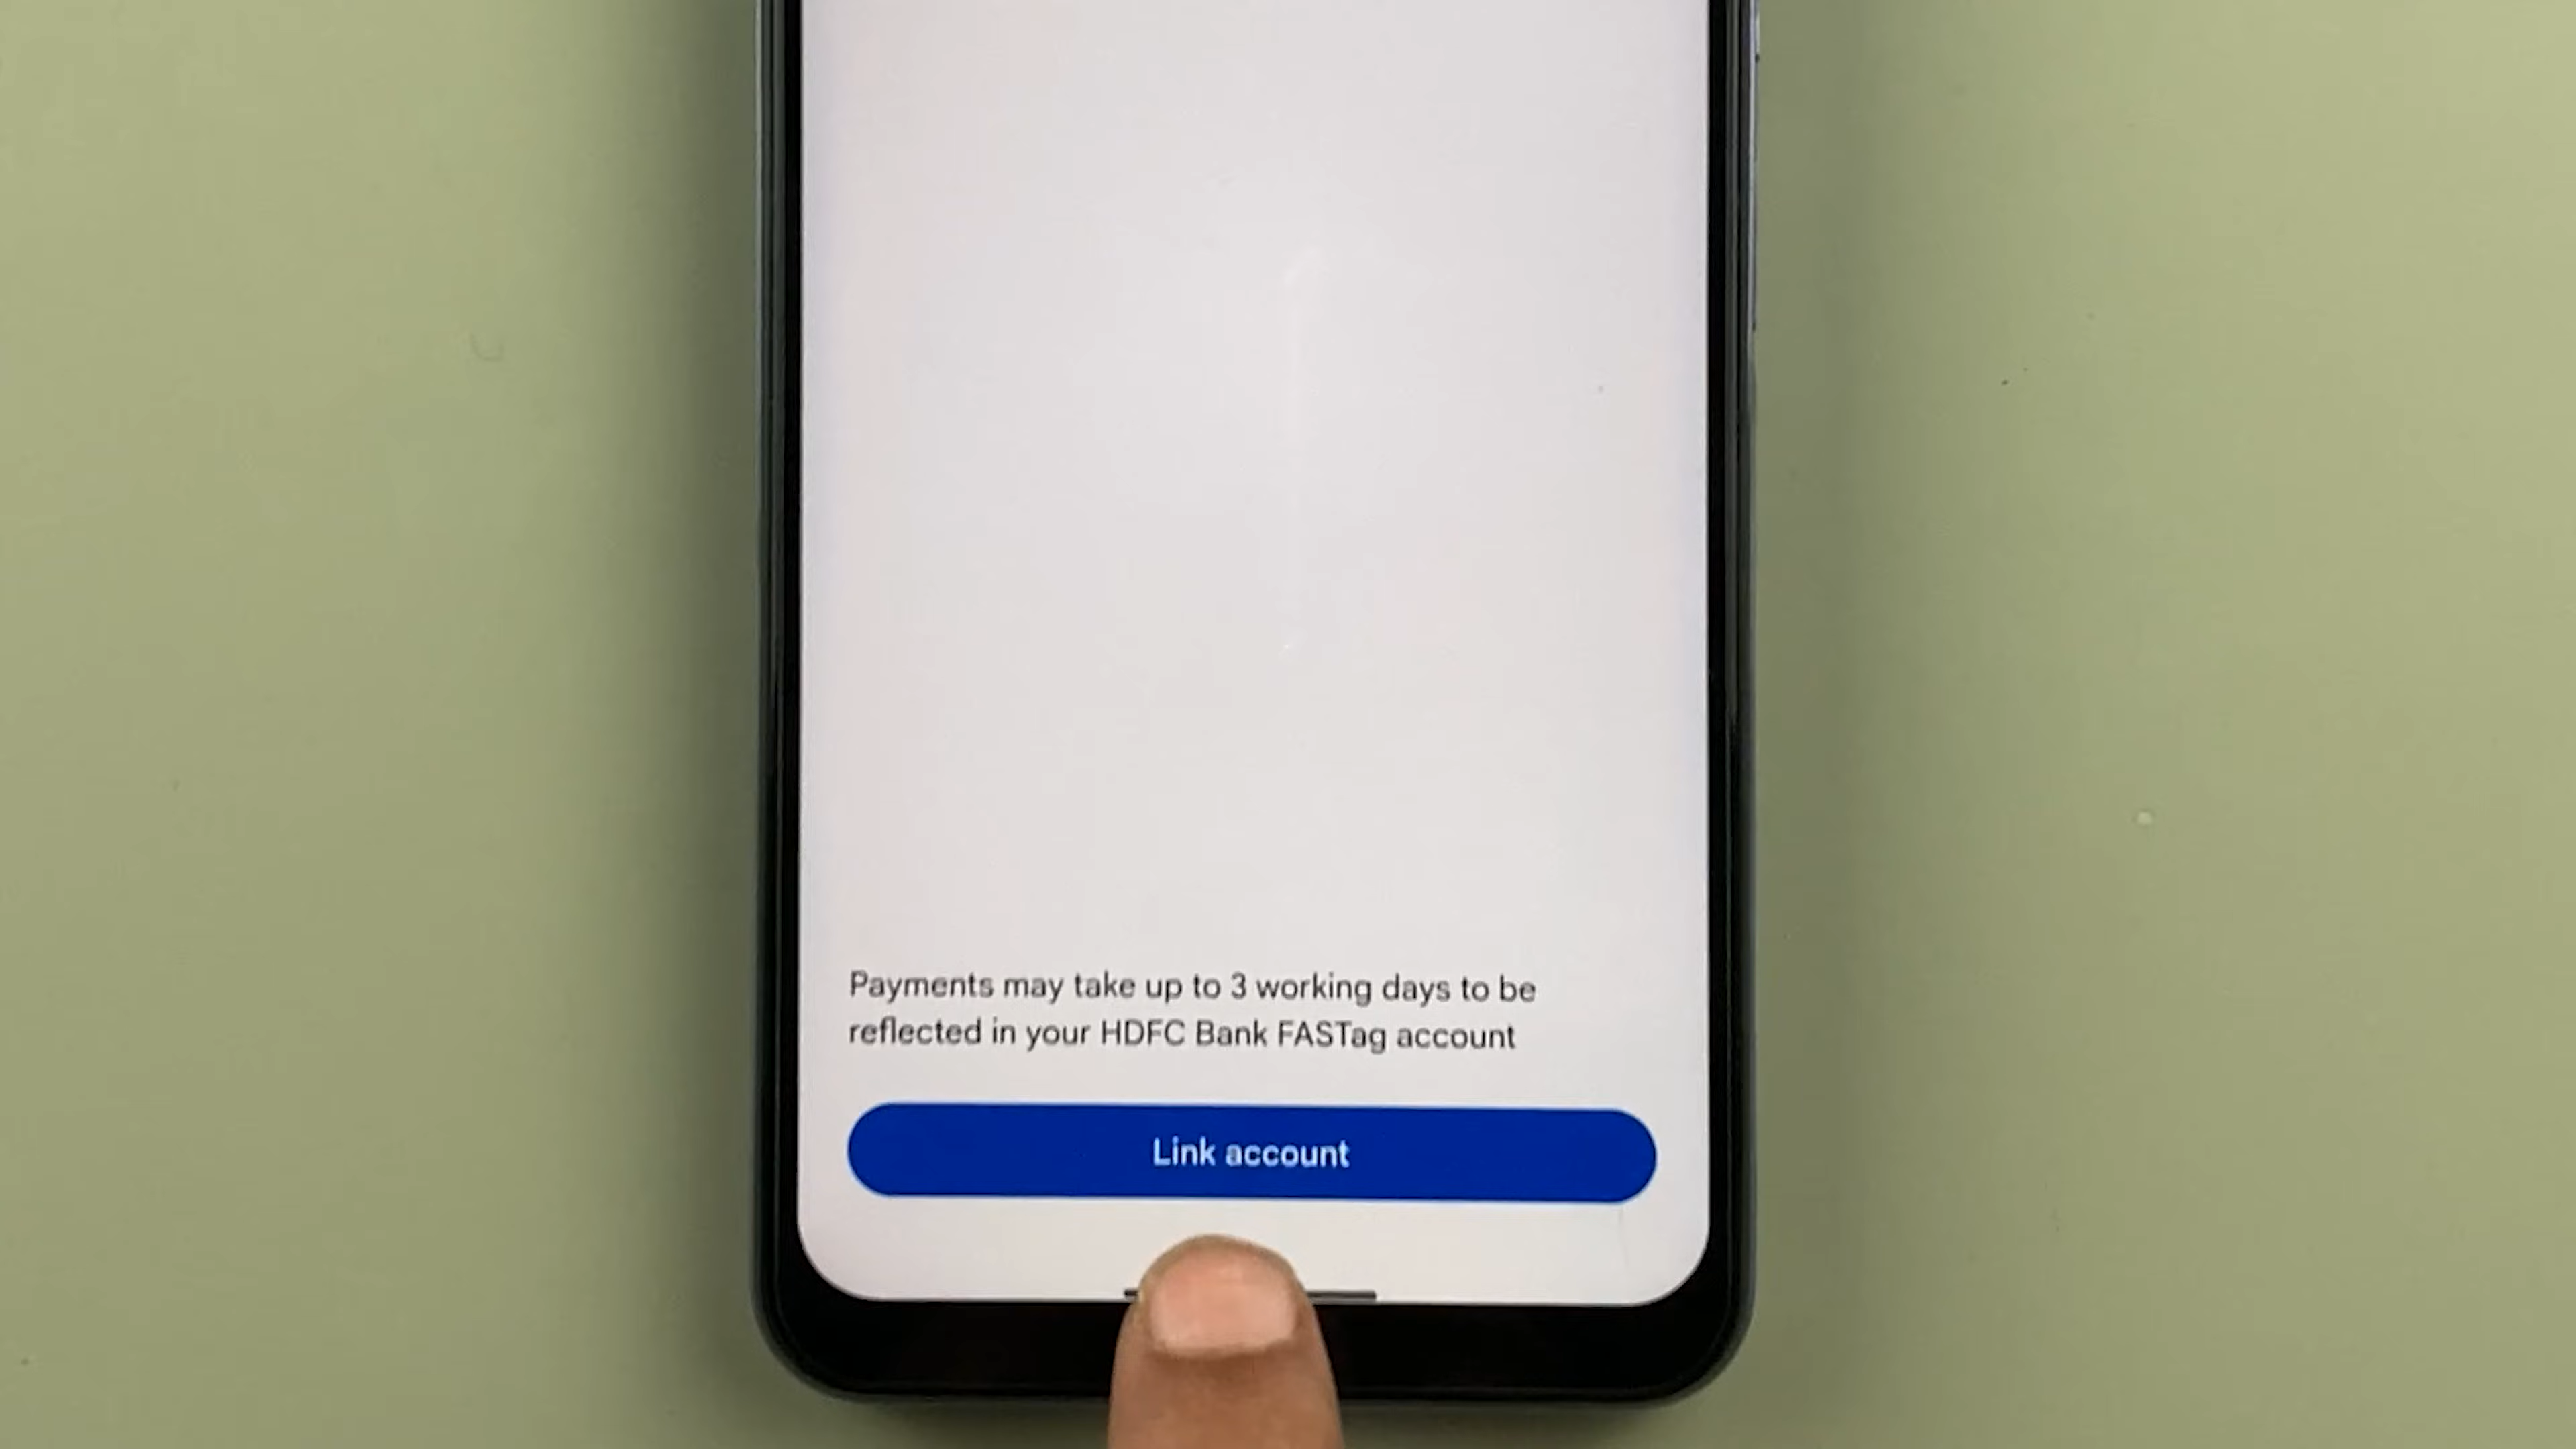 Payments may take up to 3 working days to be
reflected in your HDFC Bank FASTag account
Link account